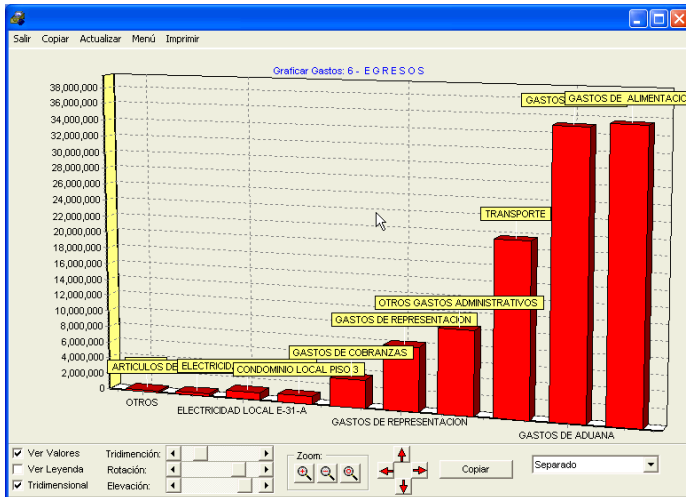 Salir Copiar Actualizar Menú Imprimir
Graficar Gastos: 6 - E G R E S O S
38,000,000
36,000,000
34,000,000
32,000,000
30,000,000
28,000,000
26,000,000
24,000,000
22,000,000
20,000,000
18,000,000
16,000,000
14,000,000
12,000,000
10,000,000
8,000,000
6,000,000
4,000,000
2,000,000
0
GASTOS GASTOS DE ALIMENTACIO
TRANSPORTE
OTROS GASTOS ADMINISTRATIVOS
GASTOS DE REPRESENTACION
GASTOS DE COBRANZAS
ARTICULOS DE ELECTRICID CONDOMINIO LOCAL PISO 3
OTROS
ELECTRICIDAD LOCAL E-31-A
GASTOS DE REPRESENTACION
GASTOS DE ADUANA
Ver Valores Tridimención: Zoom:
Ver Leyenda Rotación: Copiar Separado
Tridimensional Elevación: